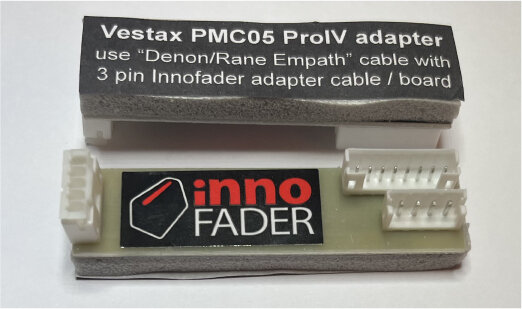 Vestax PMC05 ProIV adapter
use “Denon/Rane Empath” cable with
3 pin Innofader adapter cable / board
inno
FADER